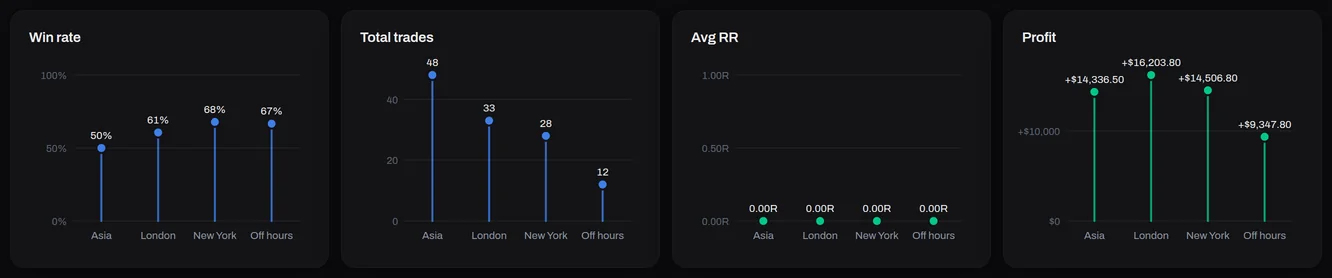 Win rate
100%
50%
0%
50%
61%
68%
67%
Asia
London
New York
Off hours
Total trades
40
20
0
48
33
28
12
Asia
London
New York
Off hours
Avg RR
1.00R
0.50R
0.00R
0.00R
0.00R
0.00R
0.00R
Asia
London
New York
Off hours
Profit
+$10,000
$0
+$14,336.50
+$16,203.80
+$14,506.80
+$9,347.80
Asia
London
New York
Off hours